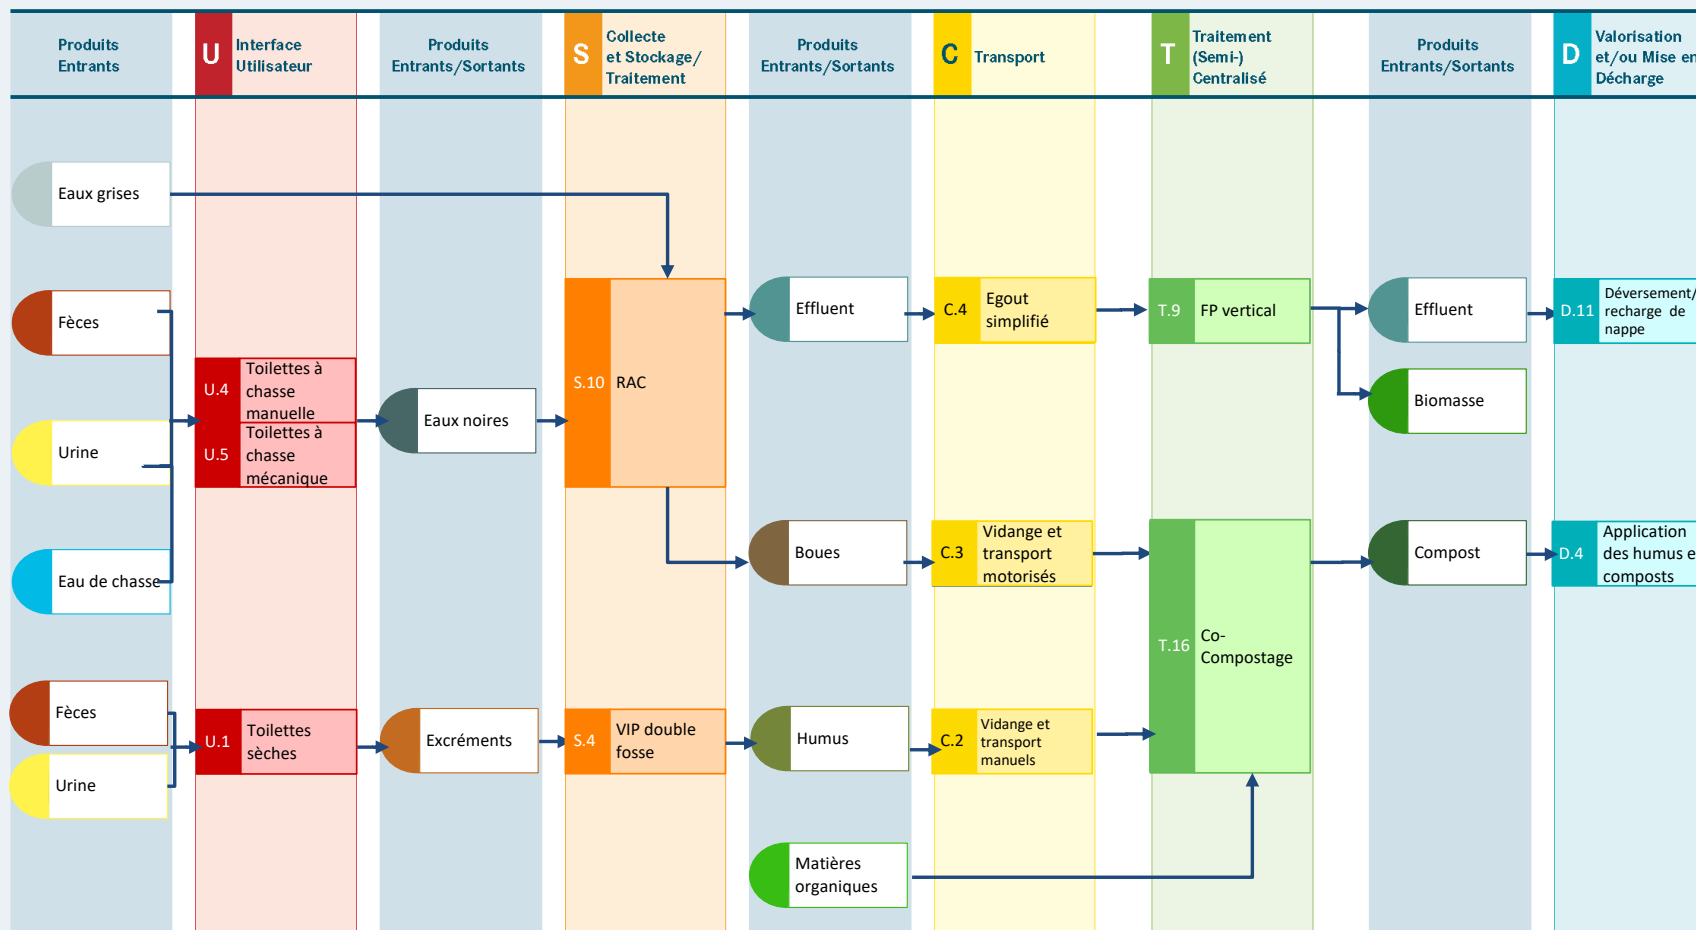 Produits
Entrants
U
Interface
Utilisateur
Produits
Entrants/Sortants
S
Collecte
et Stockage/
Traitement
Produits
Entrants/Sortants
C
Transport
T
Traitement
(Semi-)
Centralisé
Produits
Entrants/Sortants
D
Valorisation
et/ou Mise en
Décharge
Eaux grises
Fèces
Urine
Eau de chasse
Fèces
Urine
U.4
Toilettes à
chasse
manuelle
U.5
Toilettes à
chasse
mécanique
U.1
Toilettes
sèches
Eaux noires
Excréments
S.10
RAC
S.4
VIP double
fosse
Effluent
Boues
Humus
Matières
organiques
C.4
Egout
simplifié
C.3
Vidange et
transport
motorisés
C.2
Vidange et
transport
manuels
T.9
FP vertical
T.16
Co-
Compostage
Effluent
Biomasse
Compost
D.11
Déversement/
recharge de
nappe
D.4
Application
des humus e
composts